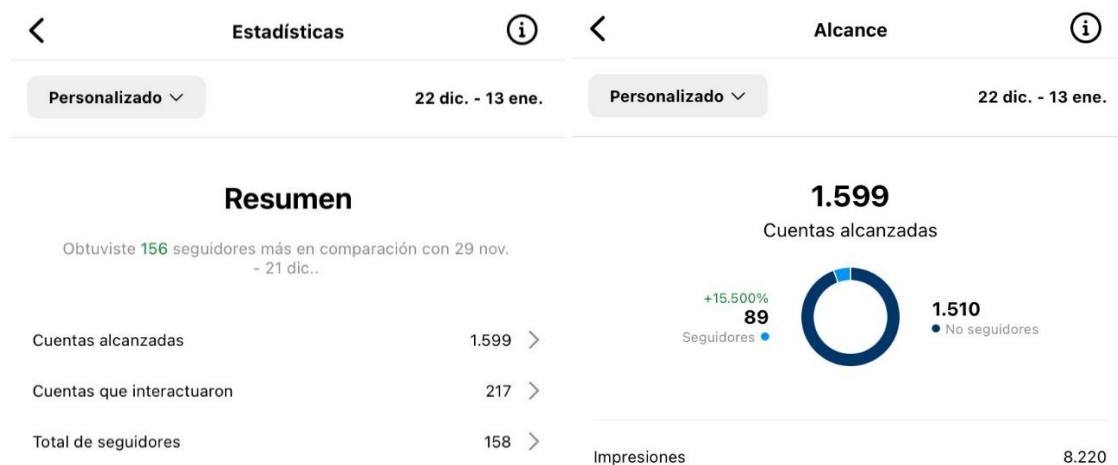 Estadísticas
Personalizado
22 dic. - 13 ene.
Resumen
Obtuviste 156 seguidores más en comparación con 29 nov.
- 21 dic..
Cuentas alcanzadas 1.599
Cuentas que interactuaron 217
Total de seguidores 158
Alcance
Personalizado
22 dic. - 13 ene.
1.599
Cuentas alcanzadas
+15.500%
89
Seguidores
1.510
No seguidores
Impresiones 8.220